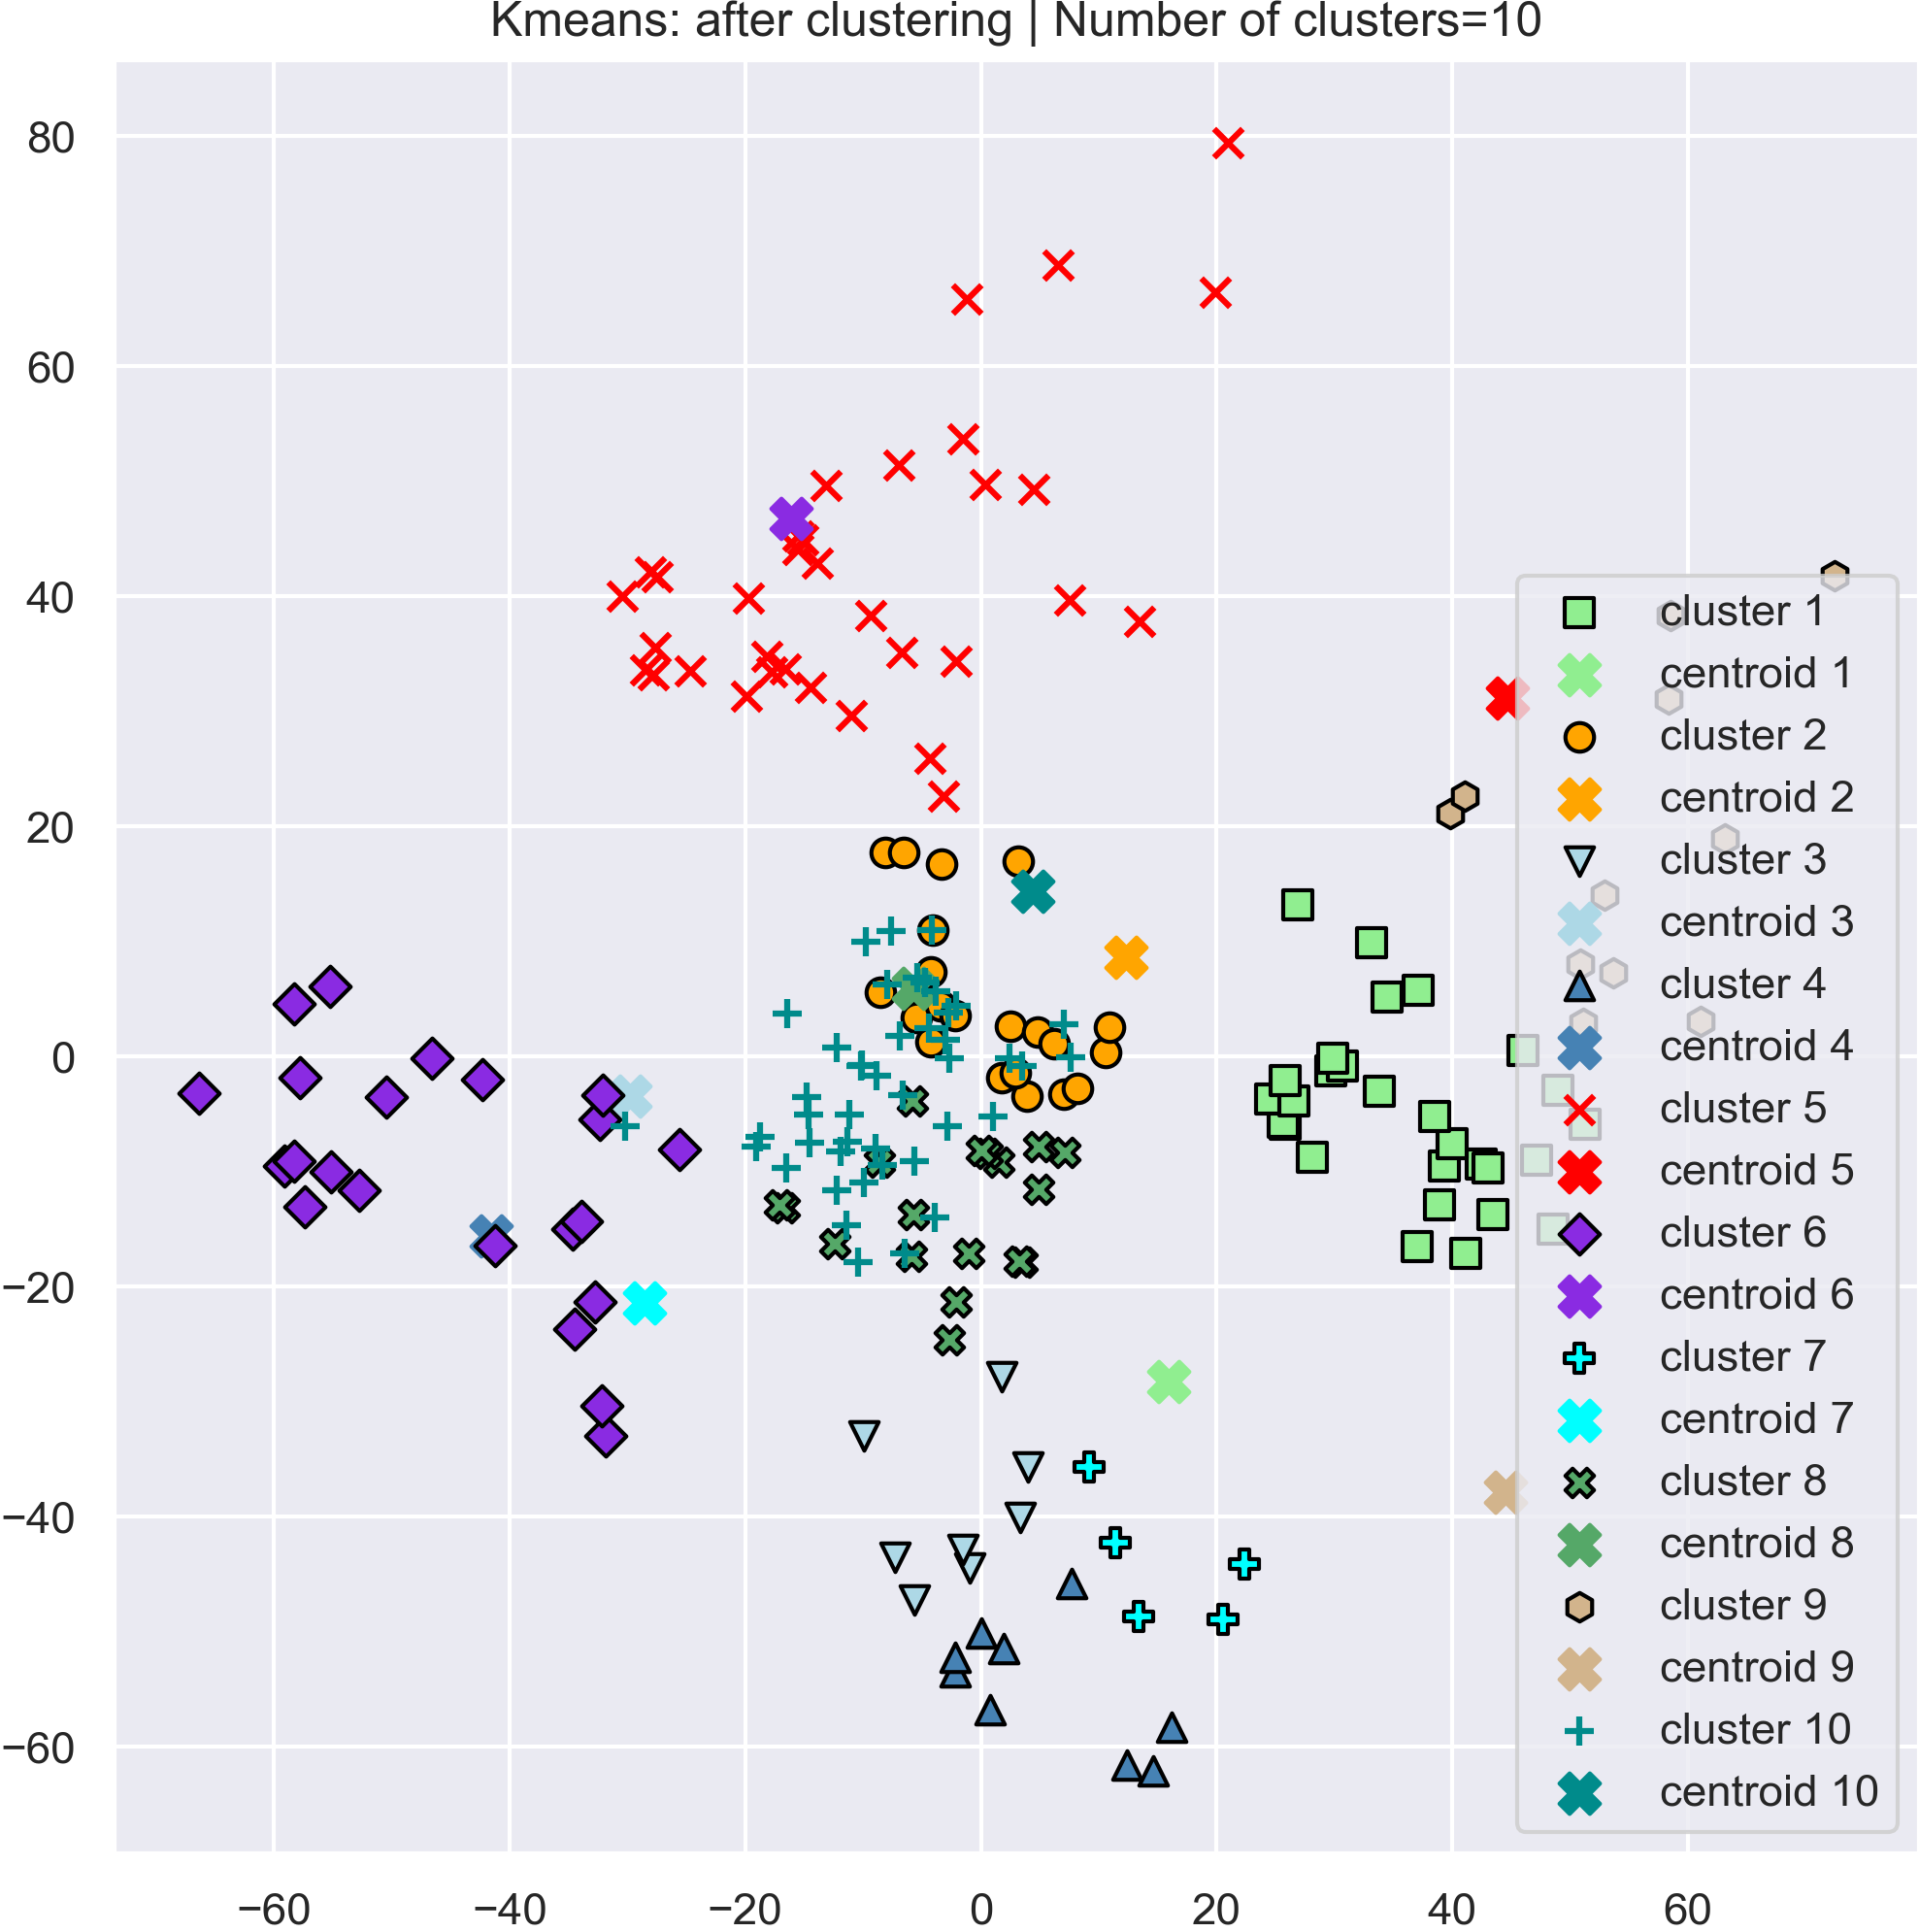 Kmeans: after clustering | Number of clusters=10
80
60
40
20
0
−20
−40
−60
−60 −40 −20 0 20 40 60
cluster 1
centroid 1
cluster 2
centroid 2
cluster 3
centroid 3
cluster 4
centroid 4
cluster 5
centroid 5
cluster 6
centroid 6
cluster 7
centroid 7
cluster 8
centroid 8
cluster 9
centroid 9
cluster 10
centroid 10